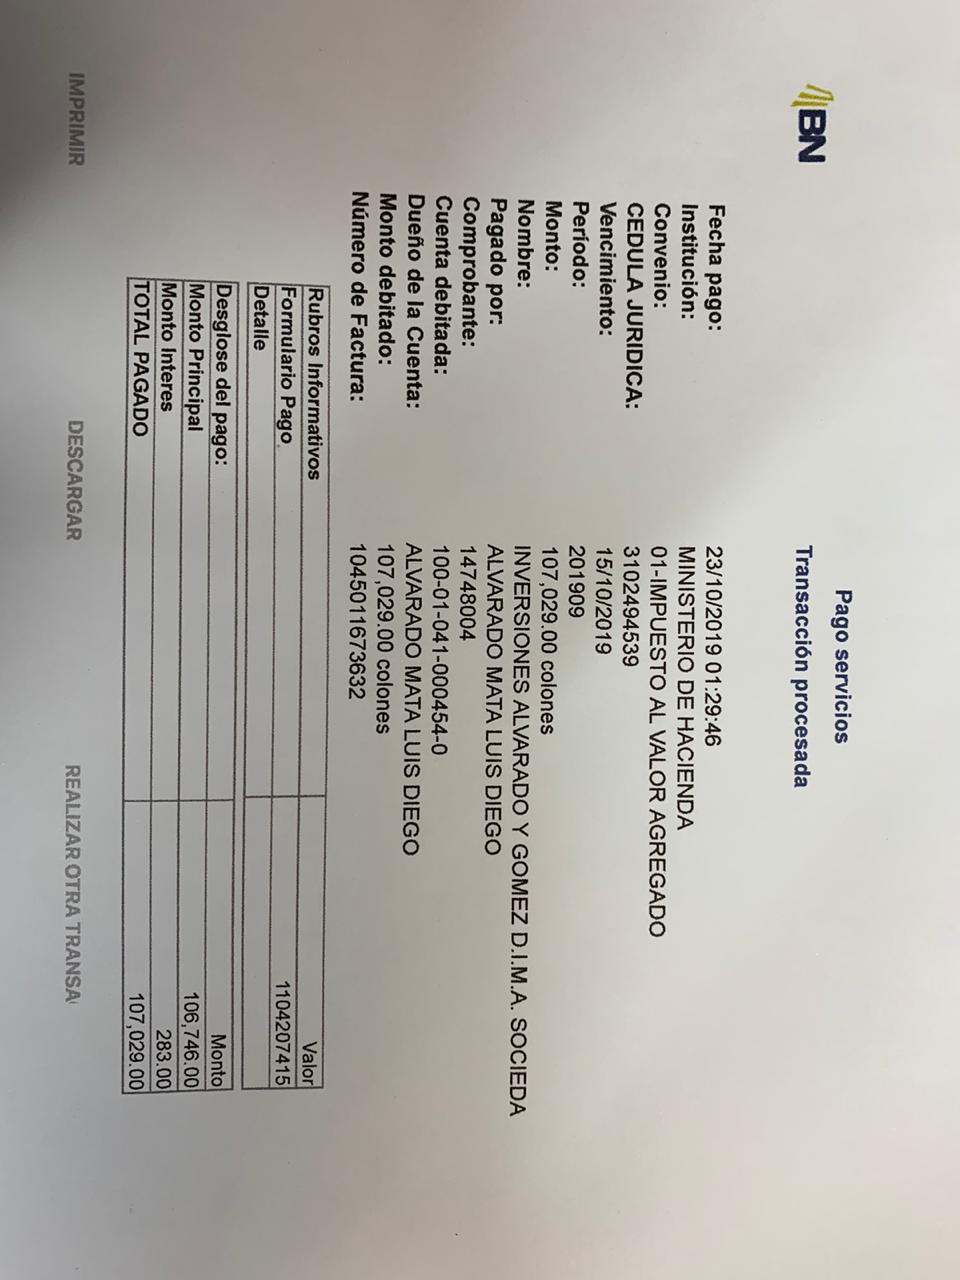 BN
Pago servicios
Transacción procesada
Fecha pago: 23/10/2019 01:29:46
Institución: MINISTERIO DE HACIENDA
Convenio: 01-IMPUESTO AL VALOR AGREGADO
CEDULA JURIDICA: 3102494539
Vencimiento: 15/10/2019
Período: 201909
Monto: 107,029.00 colones
Nombre: INVERSIONES ALVARADO Y GOMEZ D.I.M.A. SOCIEDA
Pagado por: ALVARADO MATA LUIS DIEGO
Comprobante: 14748004
Cuenta debitada: 100-01-041-000454-0
Dueño de la Cuenta: ALVARADO MATA LUIS DIEGO
Monto debitado: 107,029.00 colones
Número de Factura: 1045011673632
Rubros Informativos Valor
Formulario Pago 1104207415
Detalle
Desglose del pago: Monto
Monto Principal 106,746.00
Monto Interes 283.00
TOTAL PAGADO 107,029.00
IMPRIMIR DESCARGAR REALIZAR OTRA TRANSA